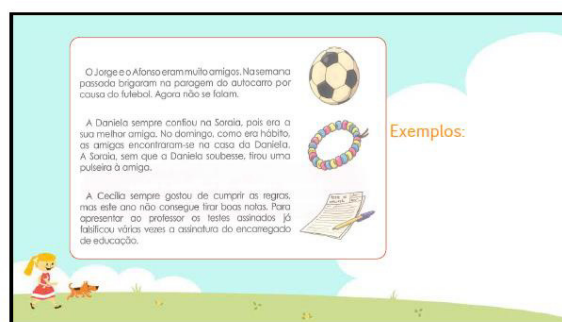 O Jorge e o Afonso eram muito amigos. Na semana
passada brigaram na paragem do autocarro por
causa do futebol. Agora não se falam.
A Daniela sempre confiou na Soraia, pois era a
sua melhor amiga. No domingo, como era hábito,
as amigas encontraram-se na casa da Daniela.
A Soraia, sem que a Daniela soubesse, tirou uma
pulseira à amiga.
A Cecília sempre gostou de cumprir as regras,
mas este ano não consegue tirar boas notas. Para
apresentar ao professor os testes assinados já
falsificou várias vezes a assinatura do encarregado
de educação.
Exemplos: